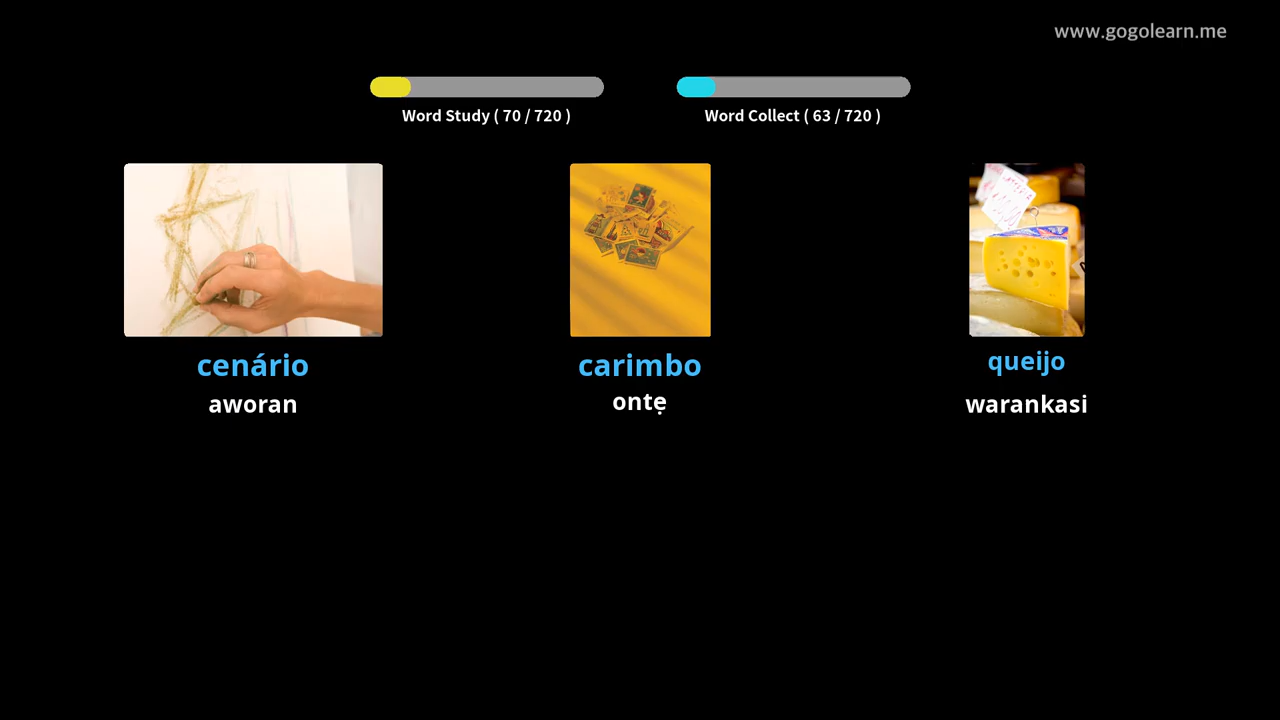 www.gogolearn.me
Word Study ( 70 / 720 )
Word Collect ( 63 / 720 )
cenário
carimbo
queijo
aworan
ontẹ
warankasi